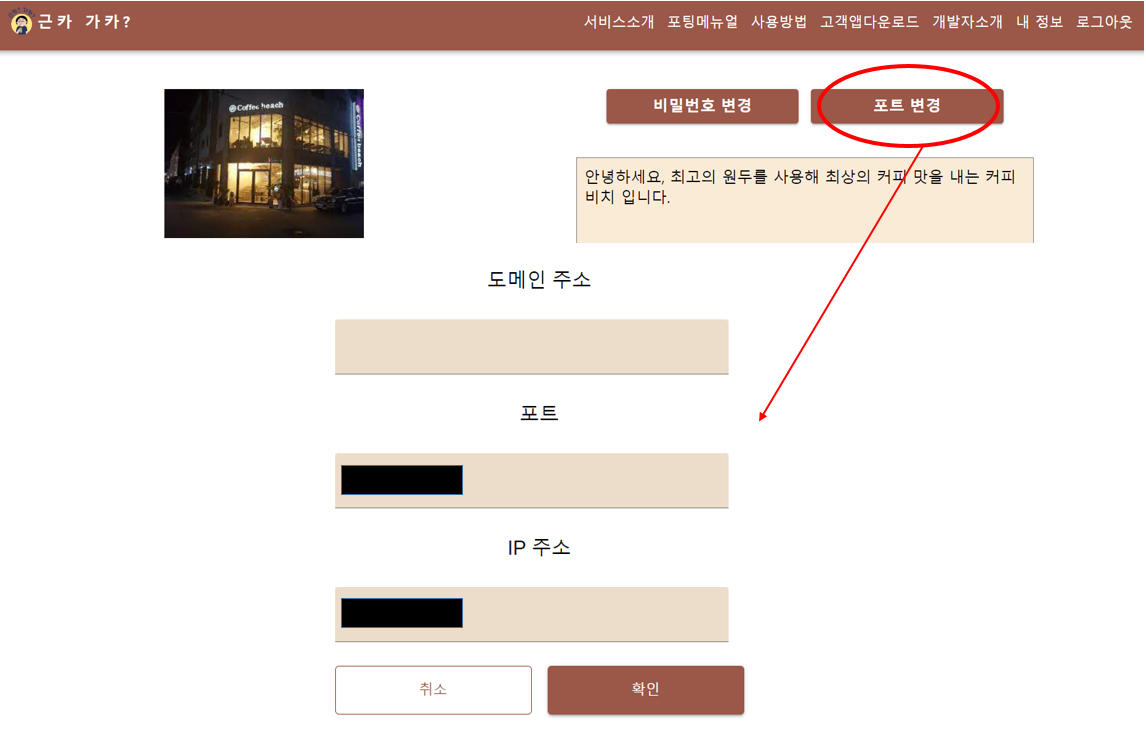 근카 가카?
서비스소개 포팅메뉴얼 사용방법 고객앱다운로드 개발자소개 내 정보 로그아웃
Coffee beach
Coffee beach
비밀번호 변경
포트 변경
안녕하세요, 최고의 원두를 사용해 최상의 커피 맛을 내는 커피
비치 입니다.
도메인 주소
포트
IP 주소
취소
확인